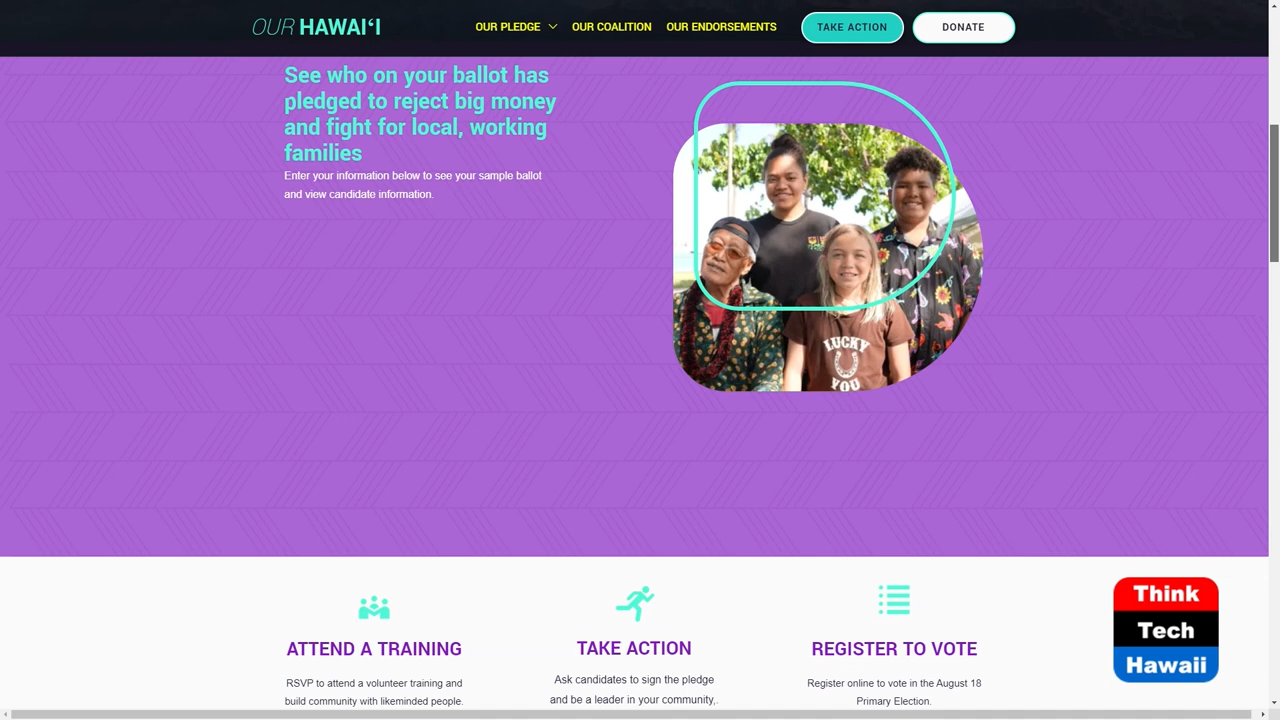 OUR HAWAIʻI
OUR PLEDGE
OUR COALITION
OUR ENDORSEMENTS
TAKE ACTION
DONATE
See who on your ballot has
pledged to reject big money
and fight for local, working
families
Enter your information below to see your sample ballot
and view candidate information.
LUCKY
YOU
ATTEND A TRAINING
RSVP to attend a volunteer training and
build community with likeminded people.
TAKE ACTION
Ask candidates to sign the pledge
and be a leader in your community,.
REGISTER TO VOTE
Register online to vote in the August 18
Primary Election.
Think
Tech
Hawaii